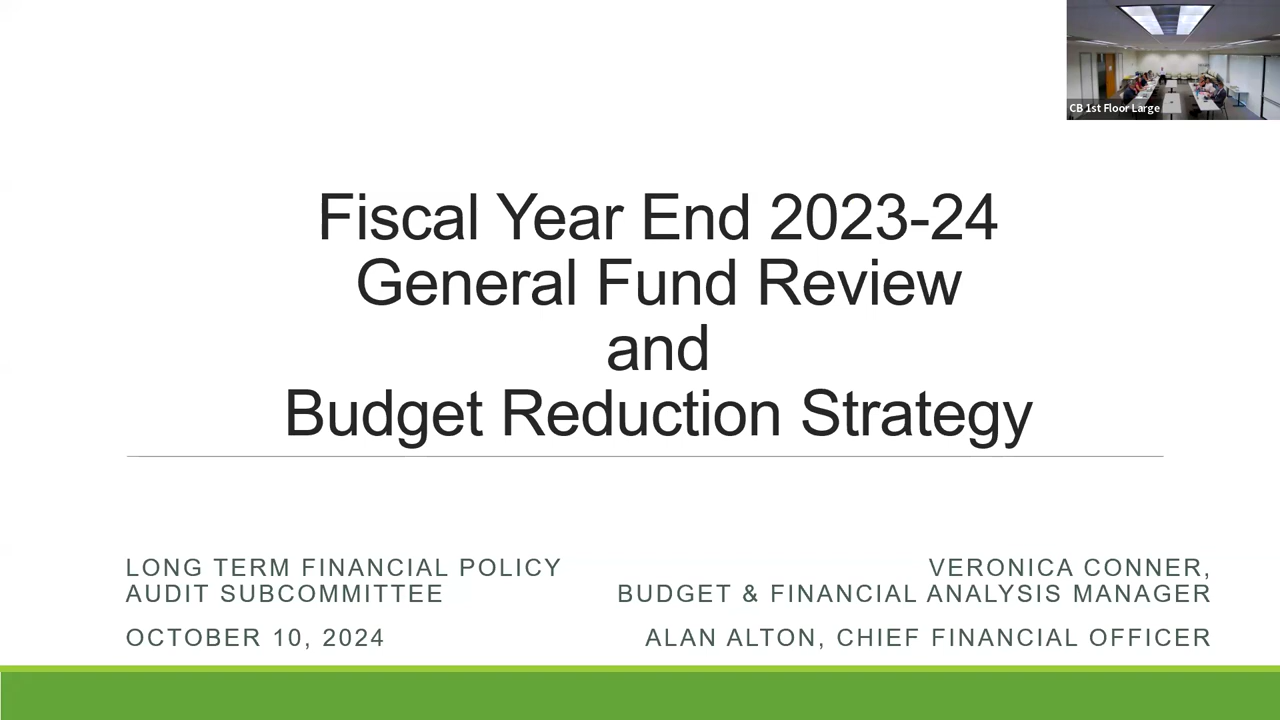 CB 1st Floor Large
Fiscal Year End 2023-24
General Fund Review
and
Budget Reduction Strategy
LONG TERM FINANCIAL POLICY
AUDIT SUBCOMMITTEE
OCTOBER 10, 2024
VERONICA CONNER,
BUDGET & FINANCIAL ANALYSIS MANAGER
ALAN ALTON, CHIEF FINANCIAL OFFICER